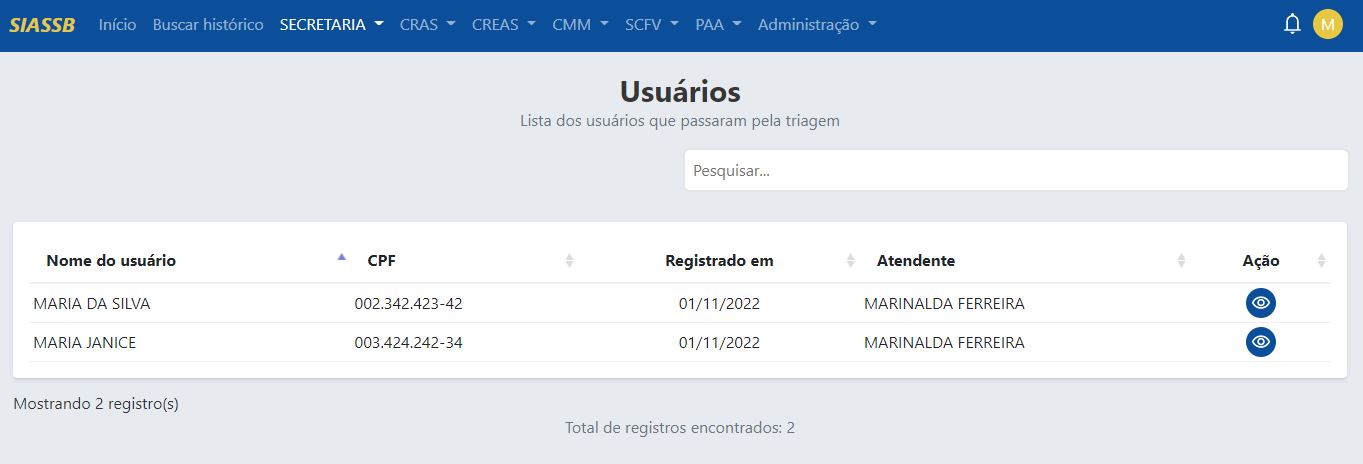 SIASSB Início Buscar histórico SECRETARIA CRAS CREAS CMM SCFV PAA Administração M
Usuários
Lista dos usuários que passaram pela triagem
Pesquisar...
Nome do usuário CPF Registrado em Atendente Ação
MARIA DA SILVA 002.342.423-42 01/11/2022 MARINALDA FERREIRA
MARIA JANICE 003.424.242-34 01/11/2022 MARINALDA FERREIRA
Mostrando 2 registro(s)
Total de registros encontrados: 2